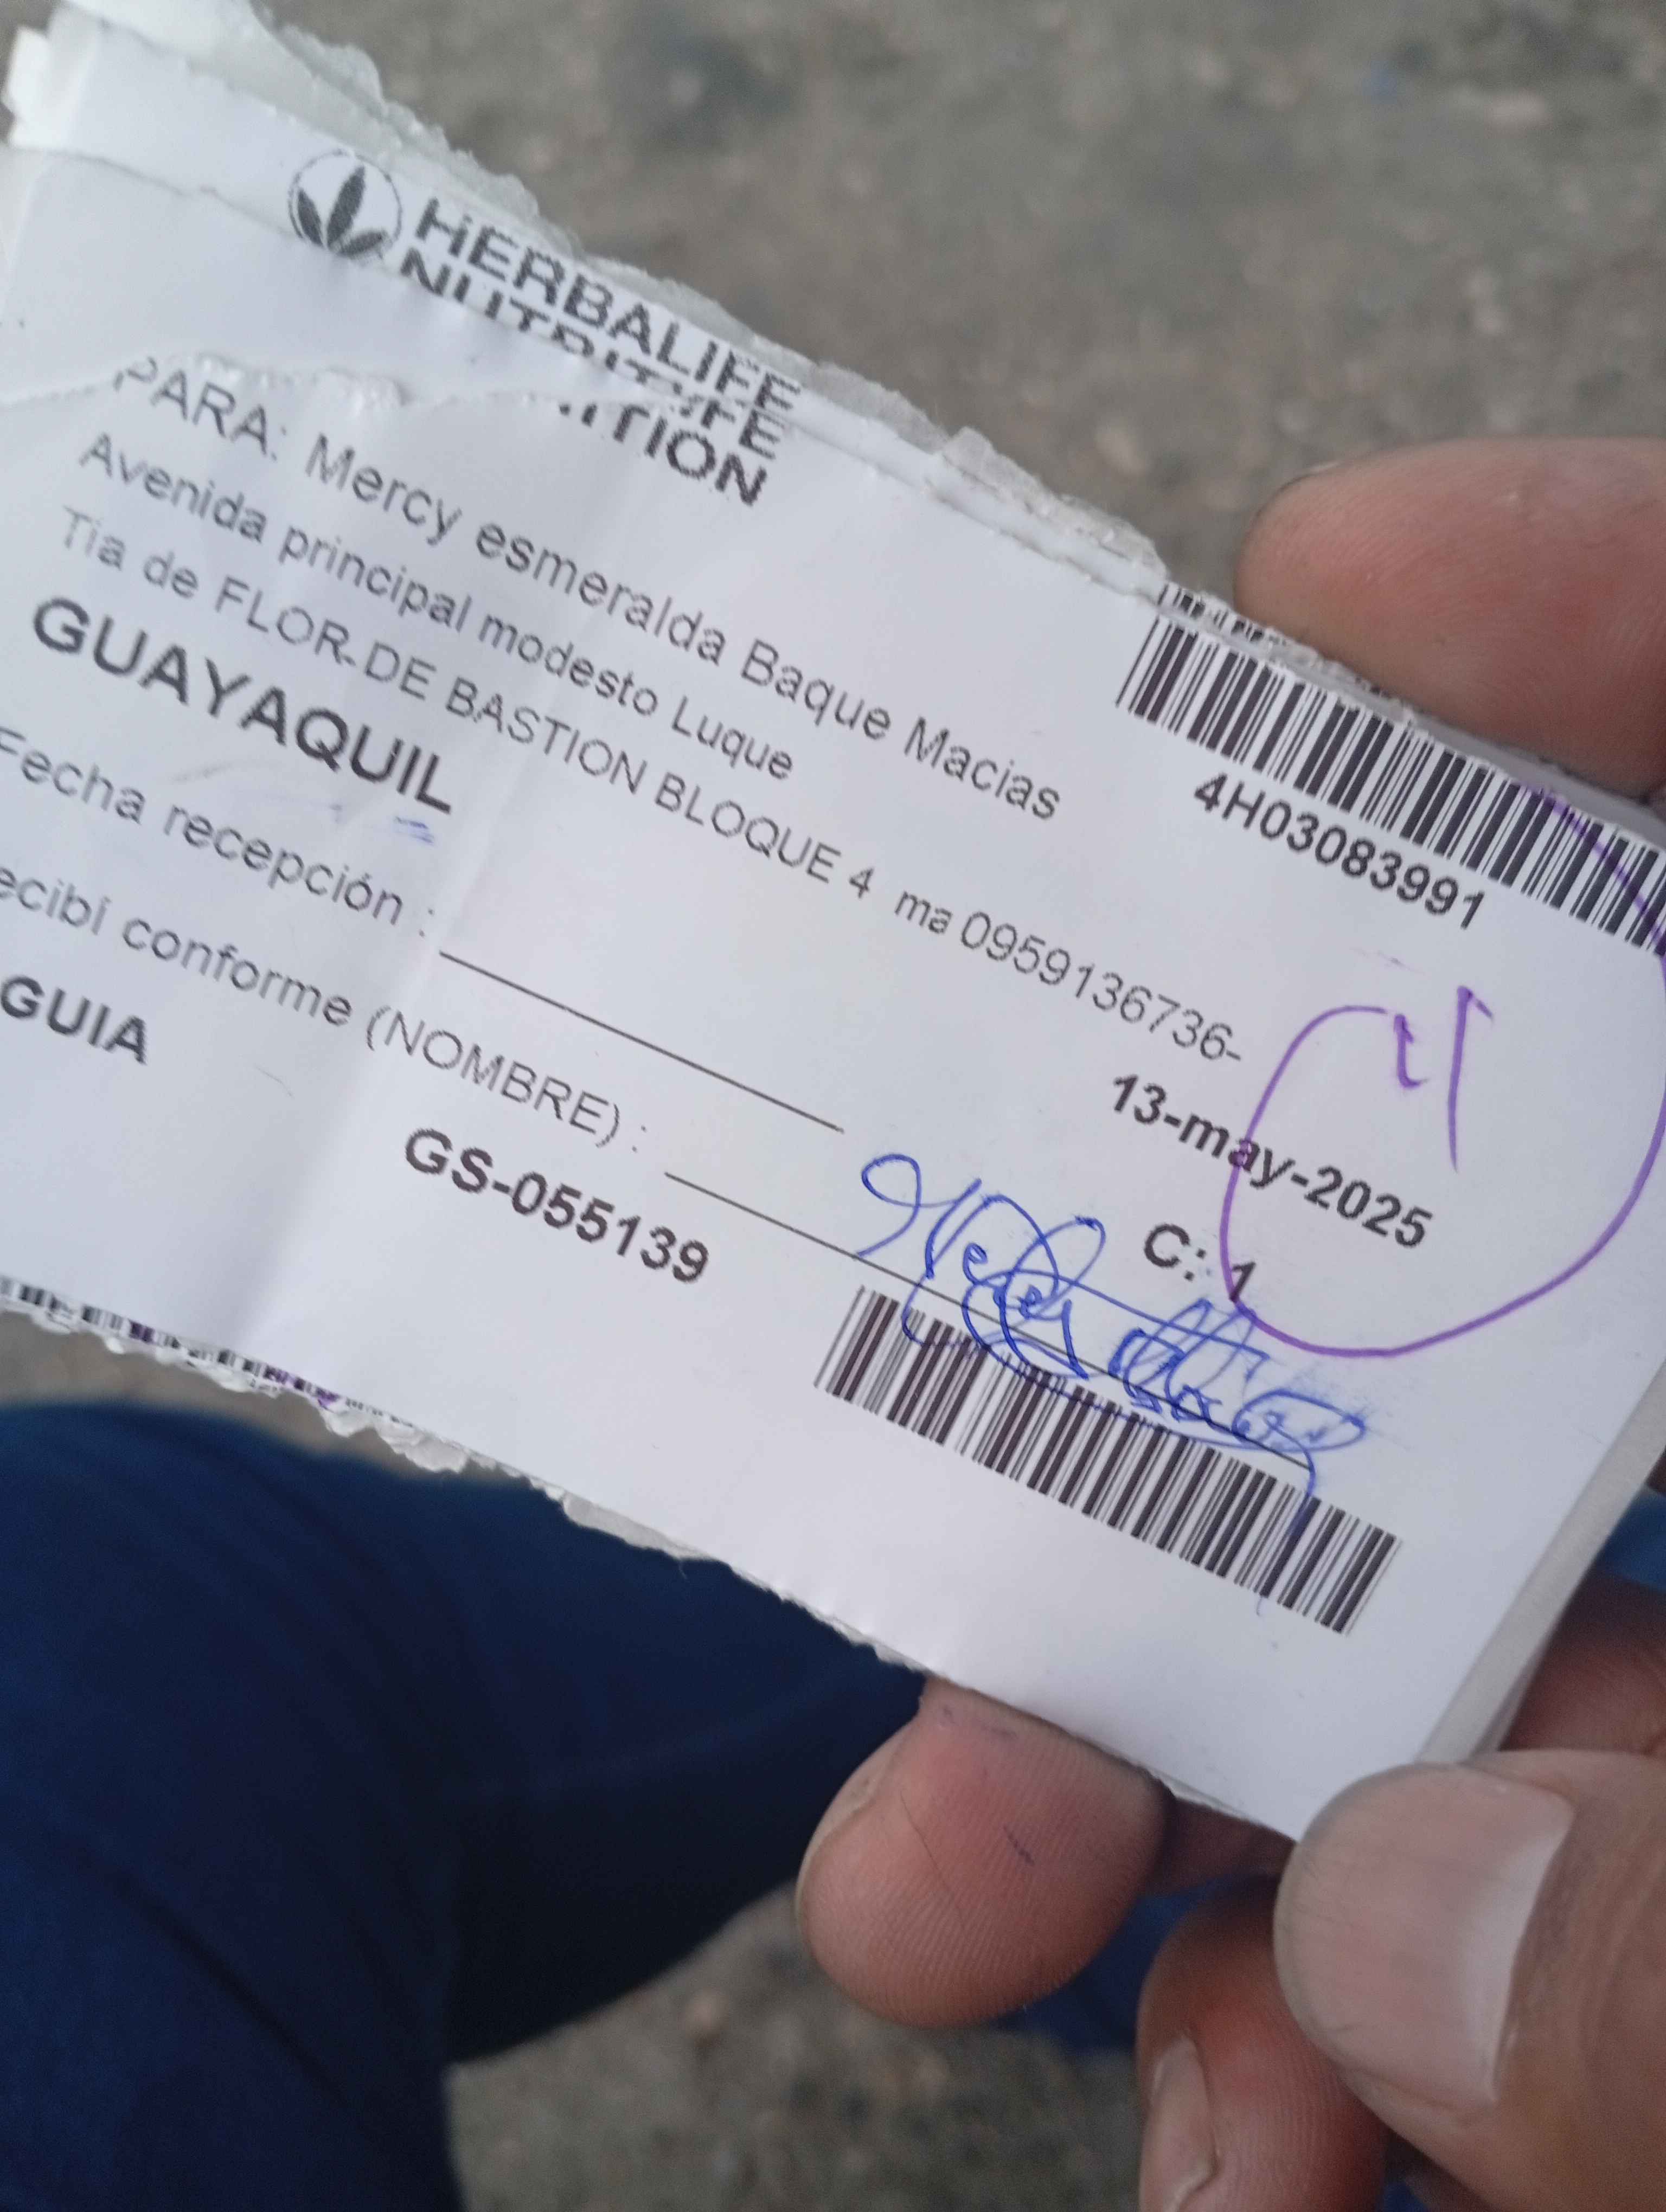 HERBALIFE
NUTRITION
PARA: Mercy esmeralda Baque Macias
Avenida principal modesto Luque
Tia de FLOR DE BASTION BLOQUE 4 ma 0959136736-
GUAYAQUIL
4H03083991
13-may-2025
Fecha recepción :
C: 1
ecibí conforme (NOMBRE) :
GUIA
GS-055139